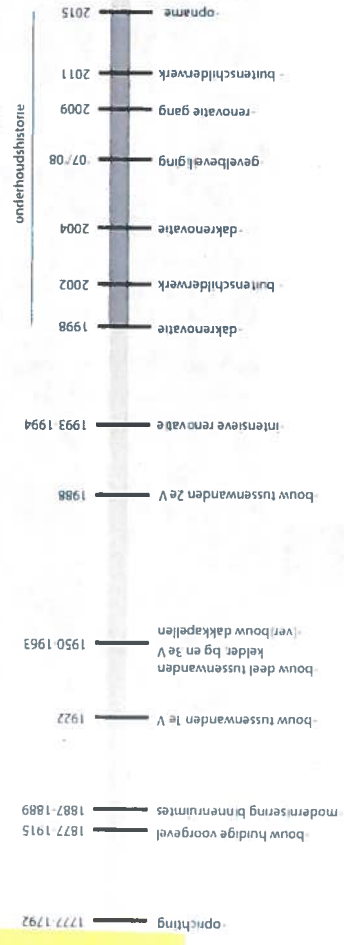 -oprichting 1777-1792
-bouw huidige voorgevel 1877-1915
-modernisering binnenruimtes 1887-1889
-bouw tussenwanden 1e V 1922
-bouw deel tussenwanden
kelder, bg en 3e V 1950-1963
-(ver)bouw dakkapellen
-bouw tussenwanden 2e V 1988
-intensieve renovatie 1993-1994
-dakrenovatie 1998
-buitenschilderwerk 2002
-dakrenovatie 2004
-gevelbeveiliging 07/'08
-renovatie gang 2009
-buitenschilderwerk 2011
-opname 2015
onderhoudshistorie